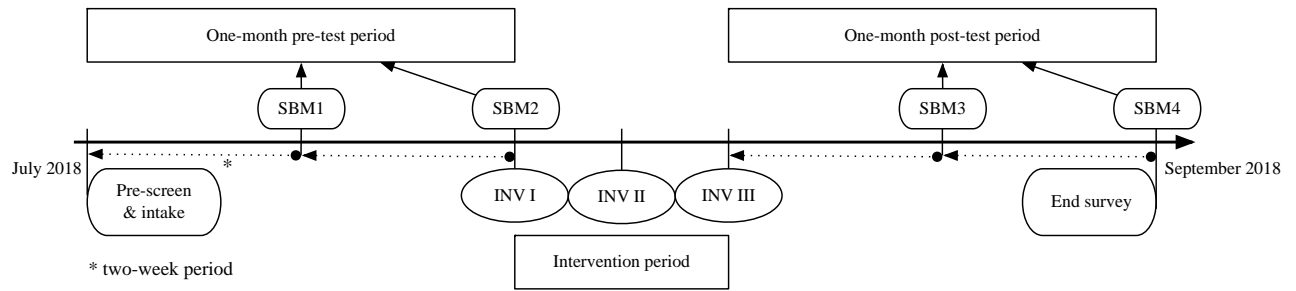 One-month pre-test period
One-month post-test period
SBM1
SBM2
SBM3
SBM4
July 2018
*
September 2018
Pre-screen
& intake
INV I
INV II
INV III
End survey
* two-week period
Intervention period